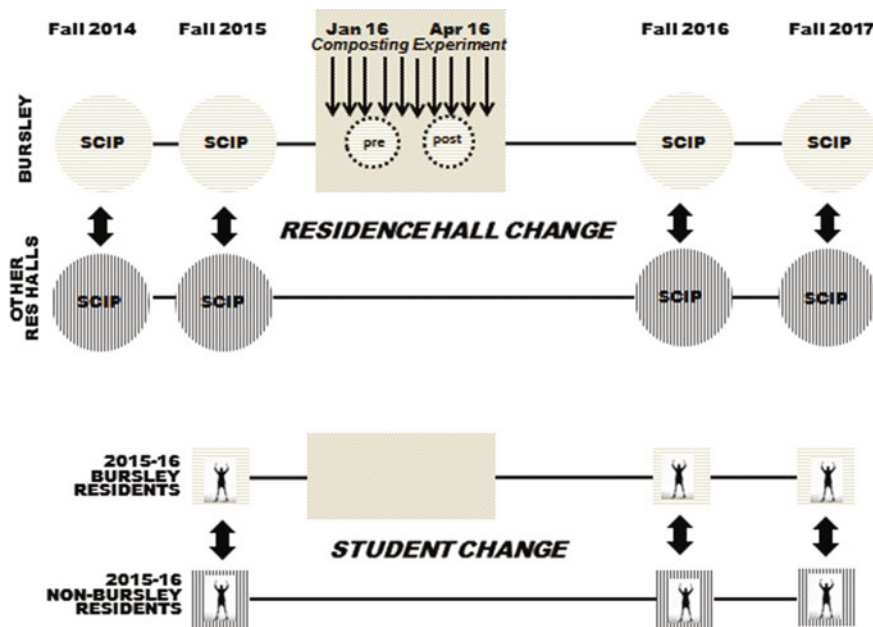 Fall 2014 Fall 2015 Jan 16 Apr 16 Fall 2016 Fall 2017
Composting Experiment
BURSLEY
SCIP SCIP pre post SCIP SCIP
RESIDENCE HALL CHANGE
OTHER
RES HALLS
SCIP SCIP SCIP SCIP
2015-16
BURSLEY
RESIDENTS
STUDENT CHANGE
2015-16
NON-BURSLEY
RESIDENTS